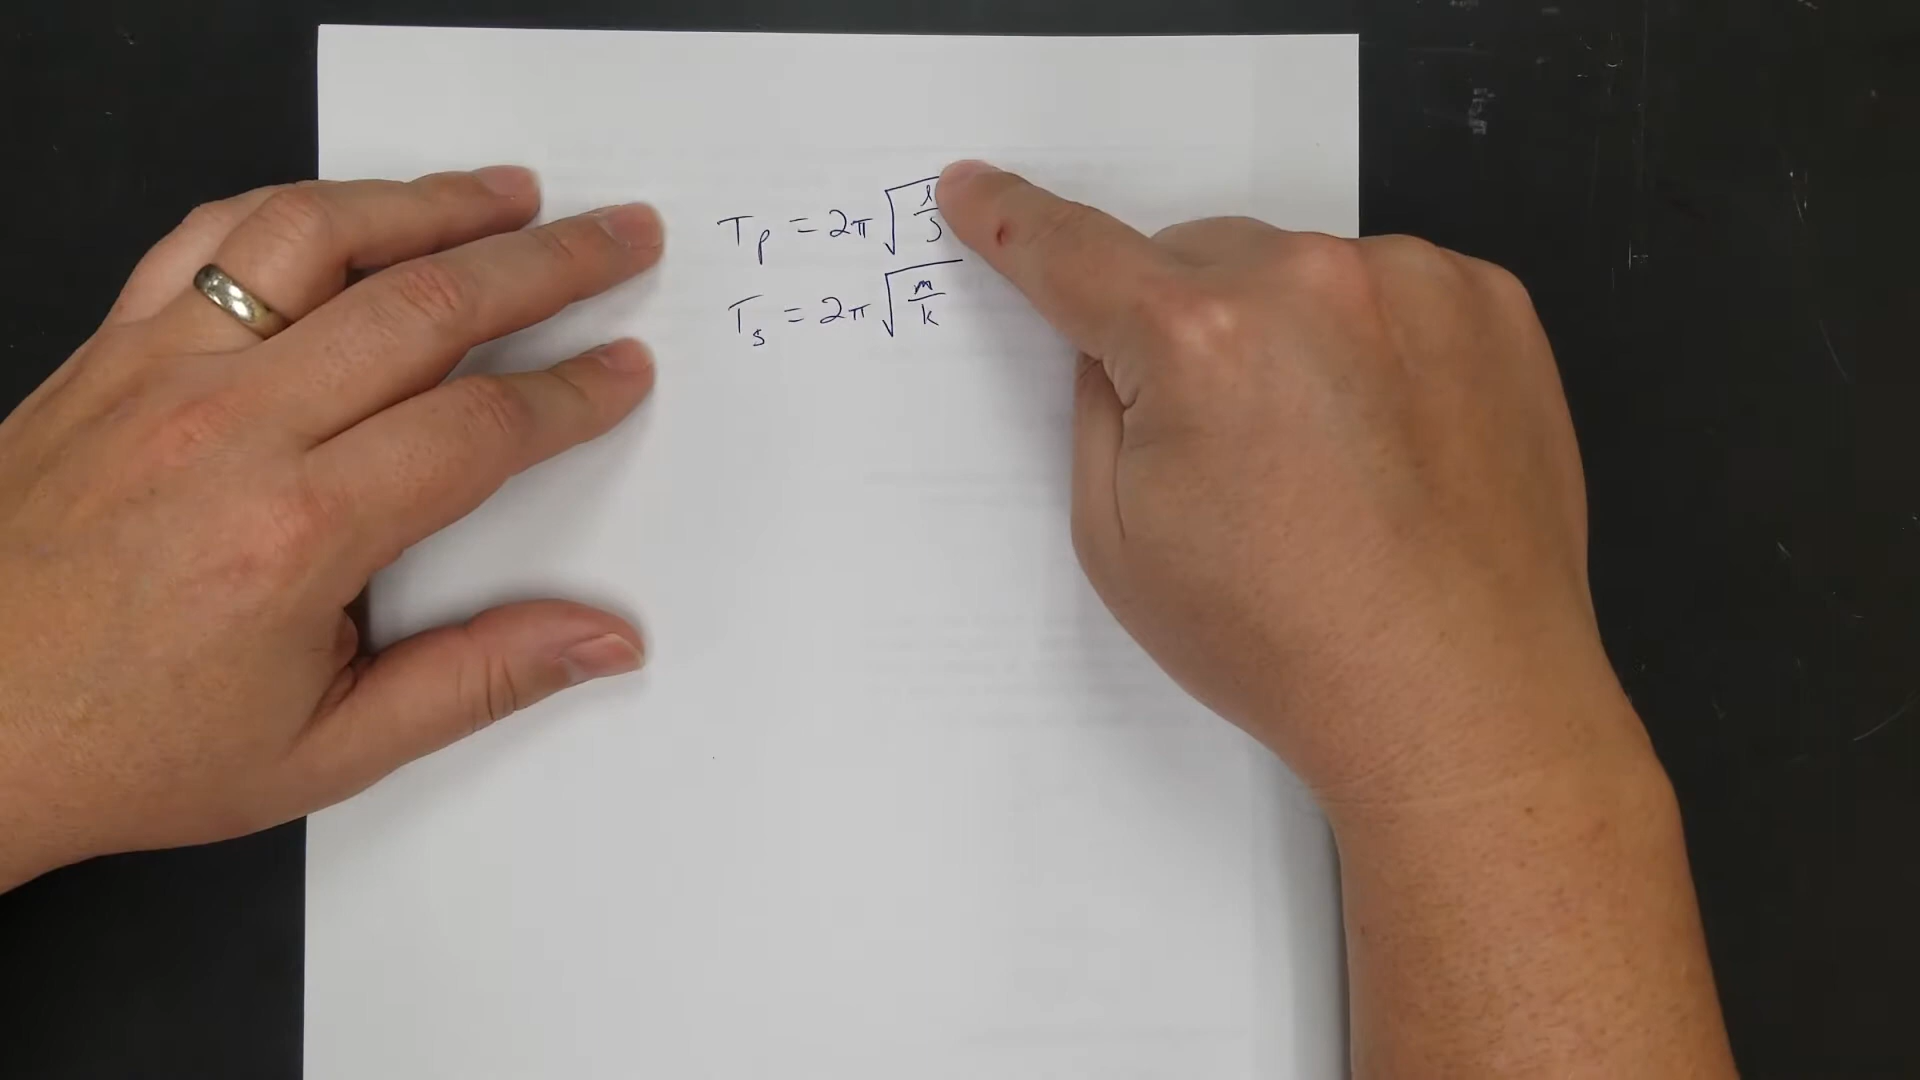 Tp = 2π √(l/g)
Ts = 2π √(m/k)